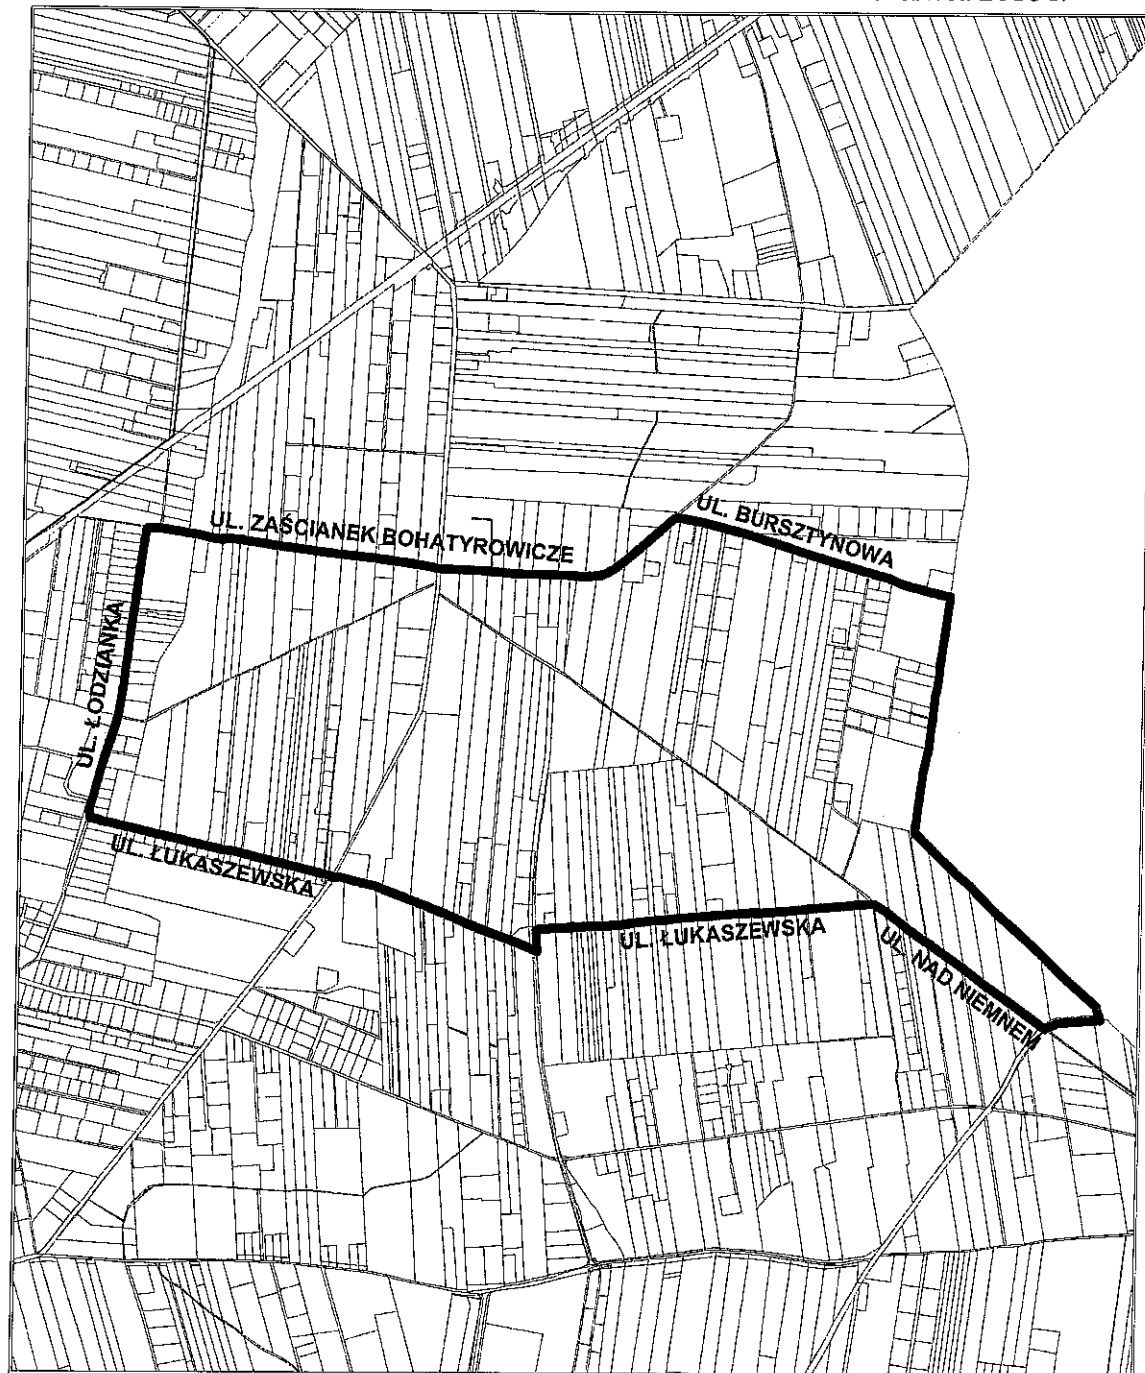 UL. ZAŚCIANEK BOHATYROWICZE
UL. BURSZTYNOWA
UL. ŁODZIANKA
UL. ŁUKASZEWSKA
UL. ŁUKASZEWSKA
UL. NAD NIEMNEM